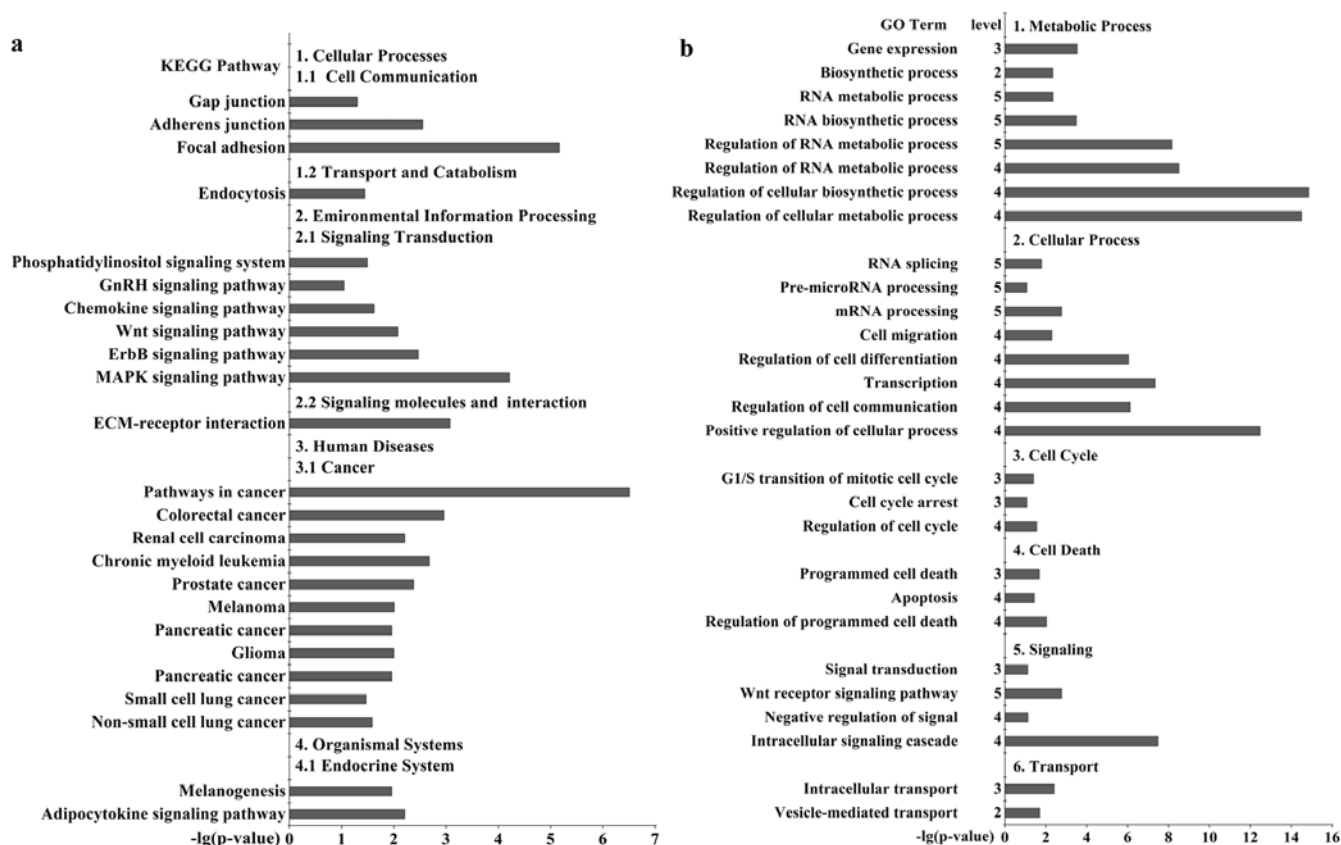 a
KEGG Pathway
1. Cellular Processes
1.1 Cell Communication
Gap junction
Adherens junction
Focal adhesion
1.2 Transport and Catabolism
Endocytosis
2. Emironmental Information Processing
2.1 Signaling Transduction
Phosphatidylinositol signaling system
GnRH signaling pathway
Chemokine signaling pathway
Wnt signaling pathway
ErbB signaling pathway
MAPK signaling pathway
2.2 Signaling molecules and interaction
ECM-receptor interaction
3. Human Diseases
3.1 Cancer
Pathways in cancer
Colorectal cancer
Renal cell carcinoma
Chronic myeloid leukemia
Prostate cancer
Melanoma
Pancreatic cancer
Glioma
Pancreatic cancer
Small cell lung cancer
Non-small cell lung cancer
4. Organismal Systems
4.1 Endocrine System
Melanogenesis
Adipocytokine signaling pathway
-lg(p-value) 0 1 2 3 4 5 6 7
b
GO Term level 1. Metabolic Process
Gene expression 3
Biosynthetic process 2
RNA metabolic process 5
RNA biosynthetic process 5
Regulation of RNA metabolic process 5
Regulation of RNA metabolic process 4
Regulation of cellular biosynthetic process 4
Regulation of cellular metabolic process 4
2. Cellular Process
RNA splicing 5
Pre-microRNA processing 5
mRNA processing 5
Cell migration 4
Regulation of cell differentiation 4
Transcription 4
Regulation of cell communication 4
Positive regulation of cellular process 4
3. Cell Cycle
G1/S transition of mitotic cell cycle 3
Cell cycle arrest 3
Regulation of cell cycle 4
4. Cell Death
Programmed cell death 3
Apoptosis 4
Regulation of programmed cell death 4
5. Signaling
Signal transduction 3
Wnt receptor signaling pathway 5
Negative regulation of signal 4
Intracellular signaling cascade 4
6. Transport
Intracellular transport 3
Vesicle-mediated transport 2
-lg(p-value) 0 2 4 6 8 10 12 14 16